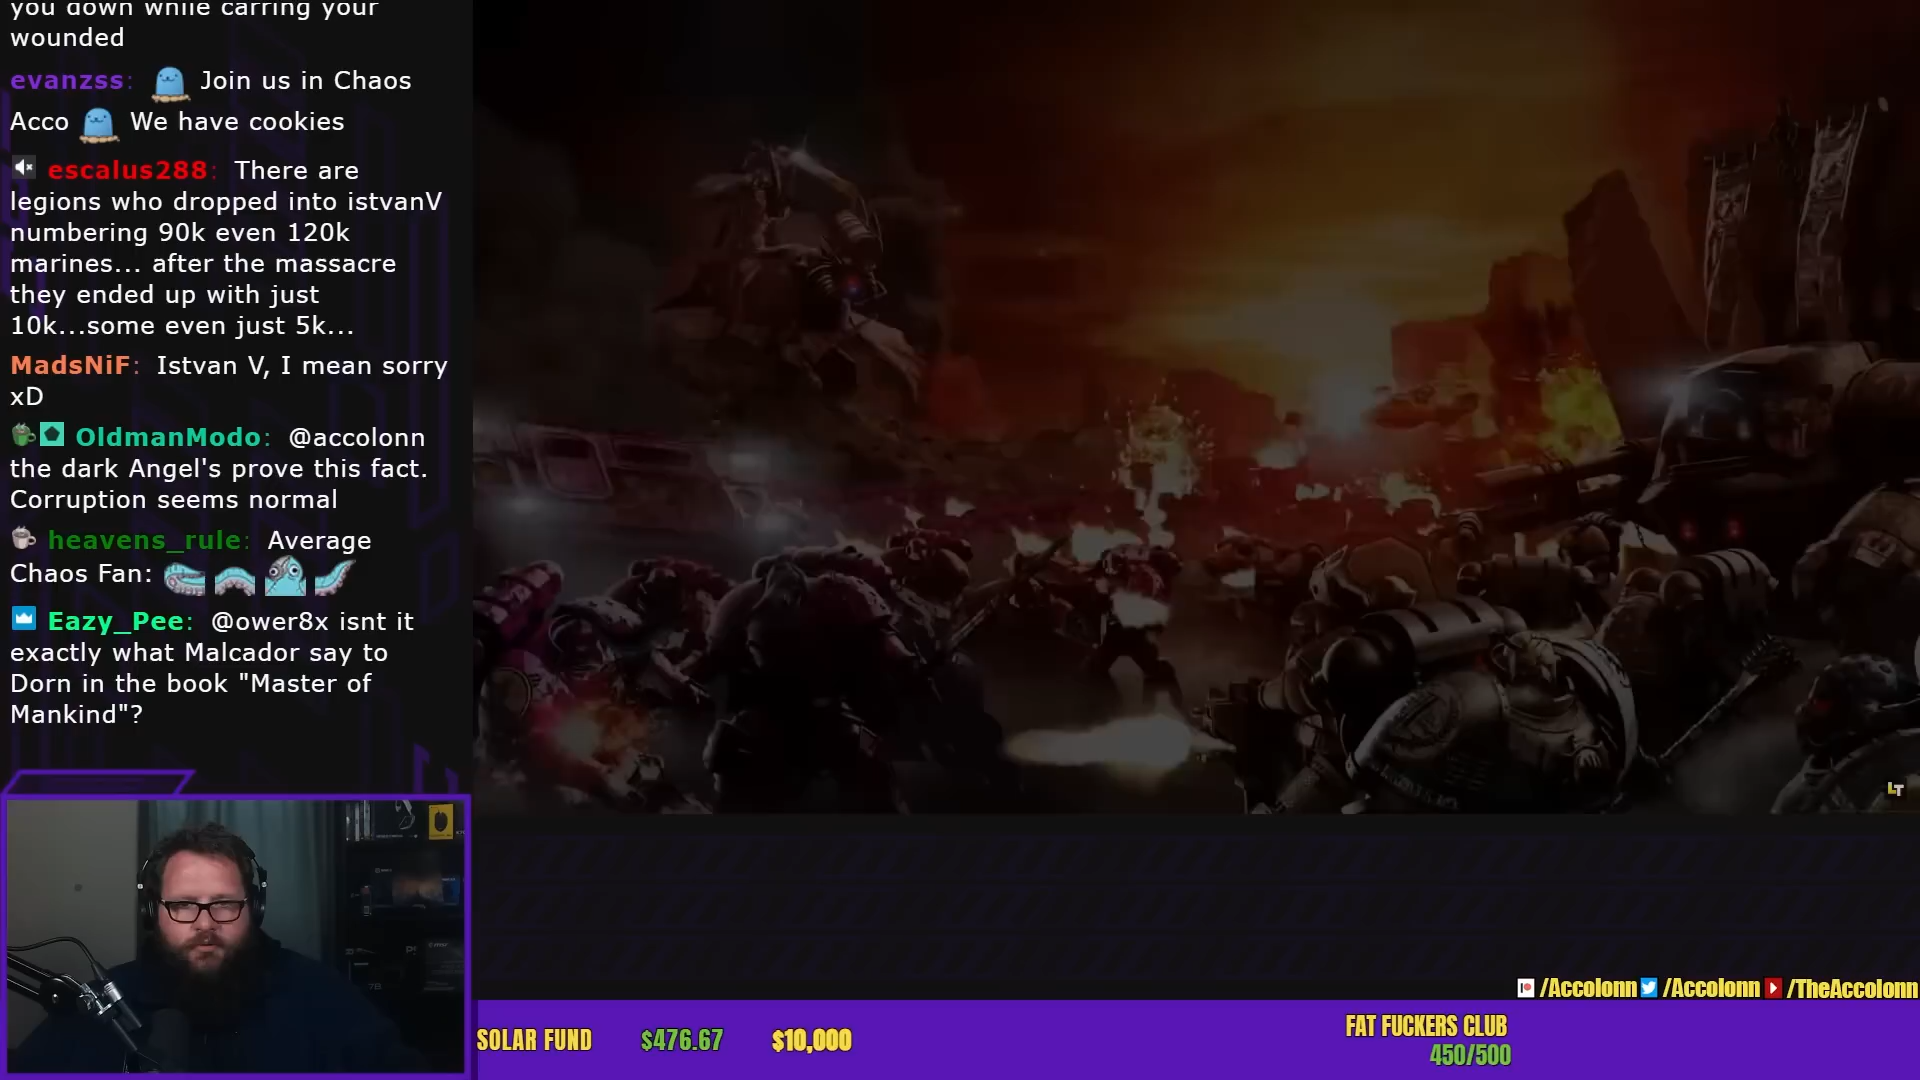 you down while carring your
wounded
evanzss: Join us in Chaos
Acco We have cookies
escalus288: There are
legions who dropped into istvanV
numbering 90k even 120k
marines... after the massacre
they ended up with just
10k...some even just 5k...
MadsNiF: Istvan V, I mean sorry
xD
OldmanModo: @accolonn
the dark Angel's prove this fact.
Corruption seems normal
heavens_rule: Average
Chaos Fan:
Eazy_Pee: @ower8x isnt it
exactly what Malcador say to
Dorn in the book "Master of
Mankind"?
LT
/Accolonn /Accolonn /TheAccolonn
SOLAR FUND $476.67 $10,000
FAT FUCKERS CLUB
450/500